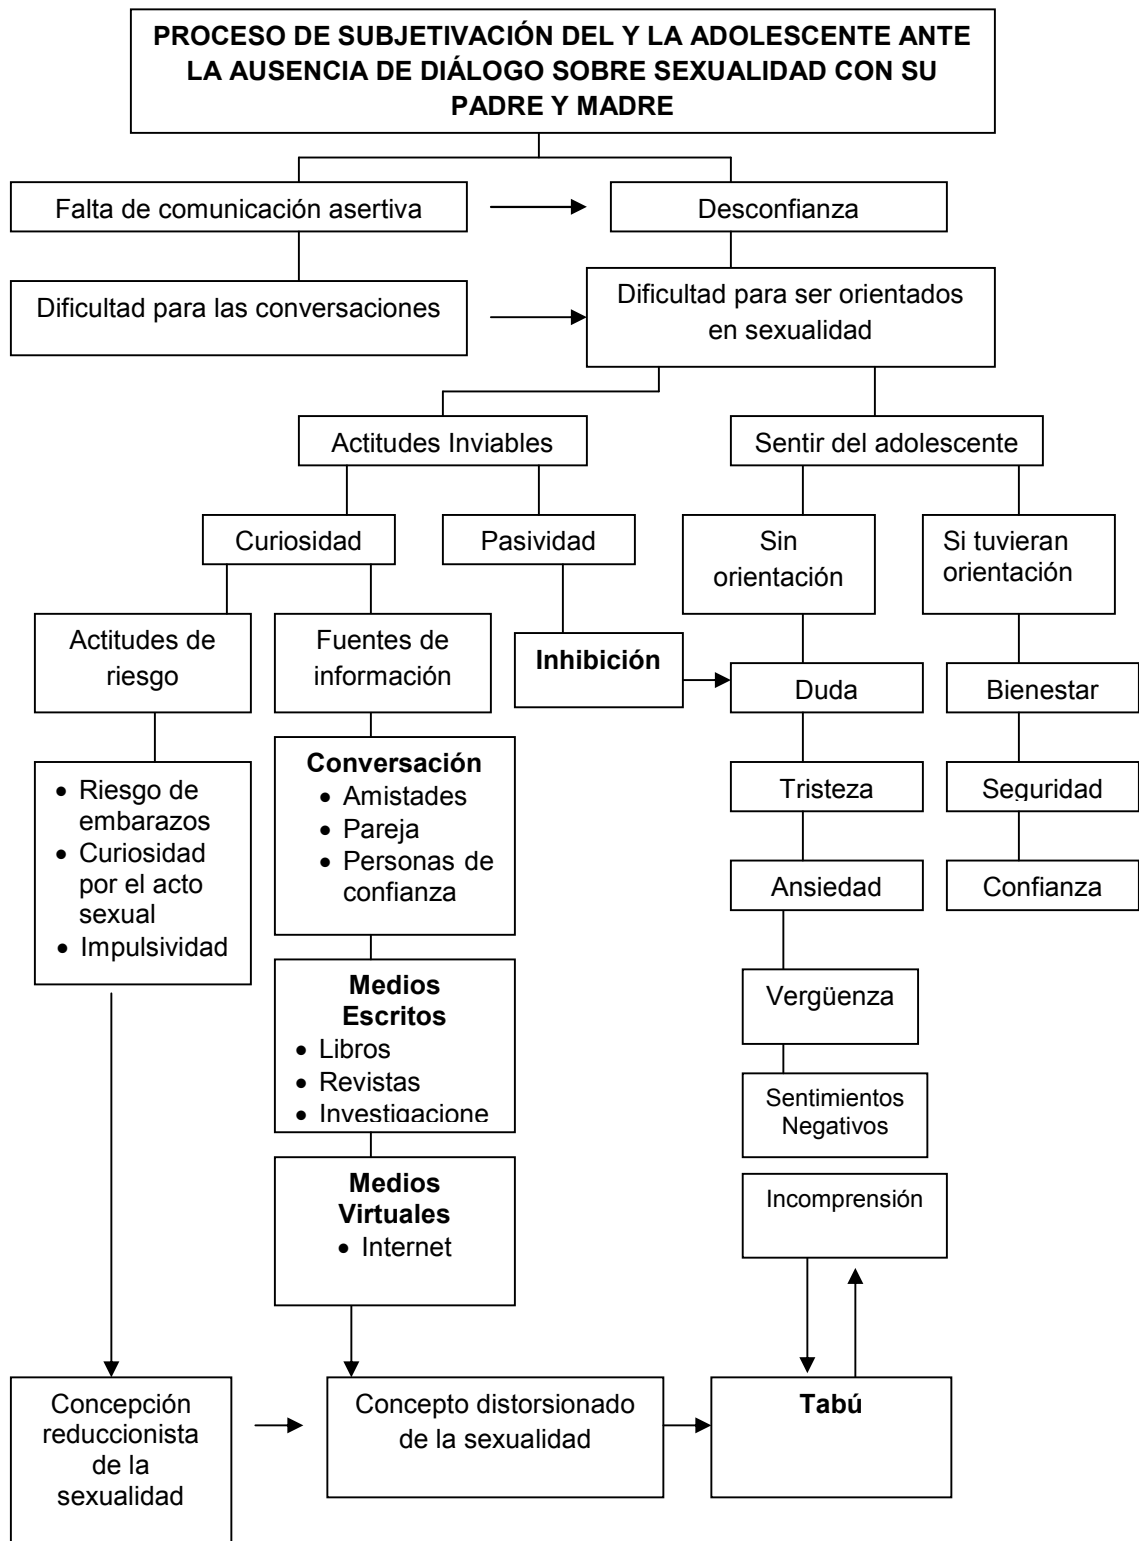 PROCESO DE SUBJETIVACIÓN DEL Y LA ADOLESCENTE ANTE
LA AUSENCIA DE DIÁLOGO SOBRE SEXUALIDAD CON SU
PADRE Y MADRE
Falta de comunicación asertiva
Desconfianza
Dificultad para las conversaciones
Dificultad para ser orientados
en sexualidad
Actitudes Inviables
Sentir del adolescente
Curiosidad
Pasividad
Sin
orientación
Si tuvieran
orientación
Actitudes de
riesgo
Fuentes de
información
Inhibición
Duda
Bienestar
• Riesgo de
embarazos
• Curiosidad
por el acto
sexual
• Impulsividad
Conversación
• Amistades
• Pareja
• Personas de
confianza
Tristeza
Seguridad
Ansiedad
Confianza
Medios
Escritos
• Libros
• Revistas
• Investigacione
Vergüenza
Sentimientos
Negativos
Medios
Virtuales
• Internet
Incomprensión
Concepción
reduccionista
de la
sexualidad
Concepto distorsionado
de la sexualidad
Tabú